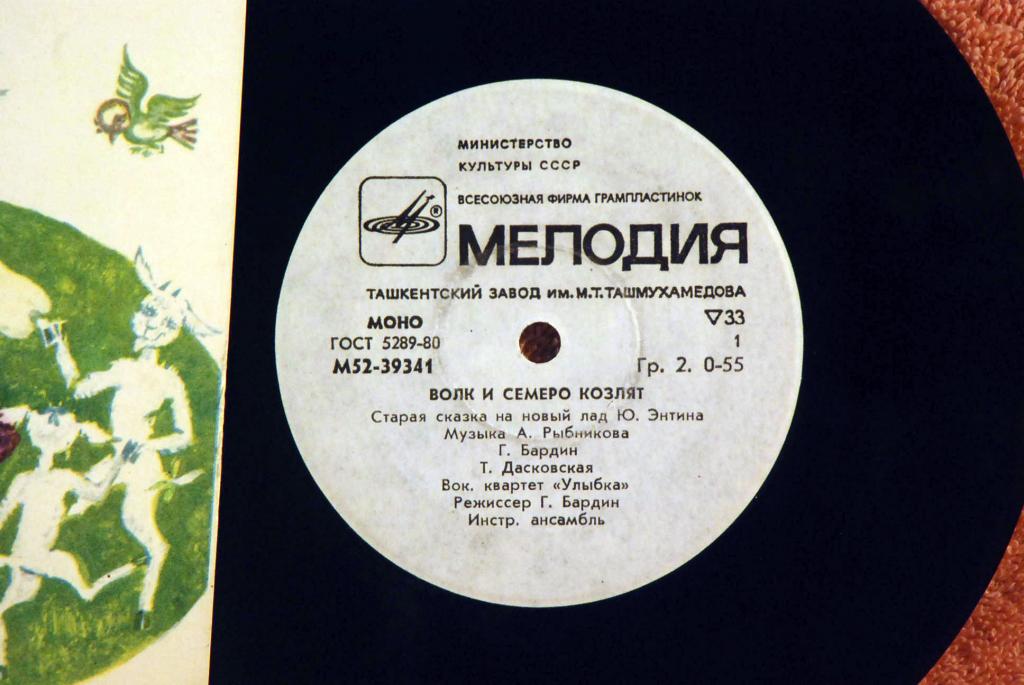 МИНИСТЕРСТВО
КУЛЬТУРЫ СССР
ВСЕСОЮЗНАЯ ФИРМА ГРАМПЛАСТИНОК
®
МЕЛОДИЯ
ТАШКЕНТСКИЙ ЗАВОД им. М.Т. ТАШМУХАМЕДОВА
МОНО ▽33
ГОСТ 5289-80 1
М52-39341 Гр. 2. 0-55
ВОЛК И СЕМЕРО КОЗЛЯТ
Старая сказка на новый лад Ю. Энтина
Музыка А. Рыбникова
Г. Бардин
Т. Дасковская
Вок. квартет «Улыбка»
Режиссер Г. Бардин
Инстр. ансамбль